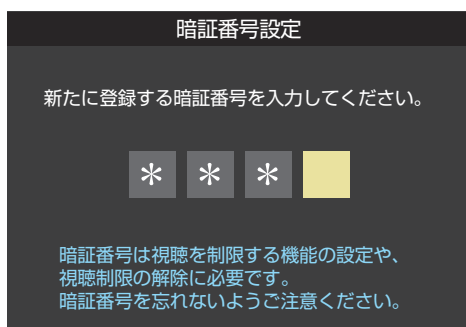 暗証番号設定
新たに登録する暗証番号を入力してください。
＊ ＊ ＊
暗証番号は視聴を制限する機能の設定や、
視聴制限の解除に必要です。
暗証番号を忘れないようご注意ください。